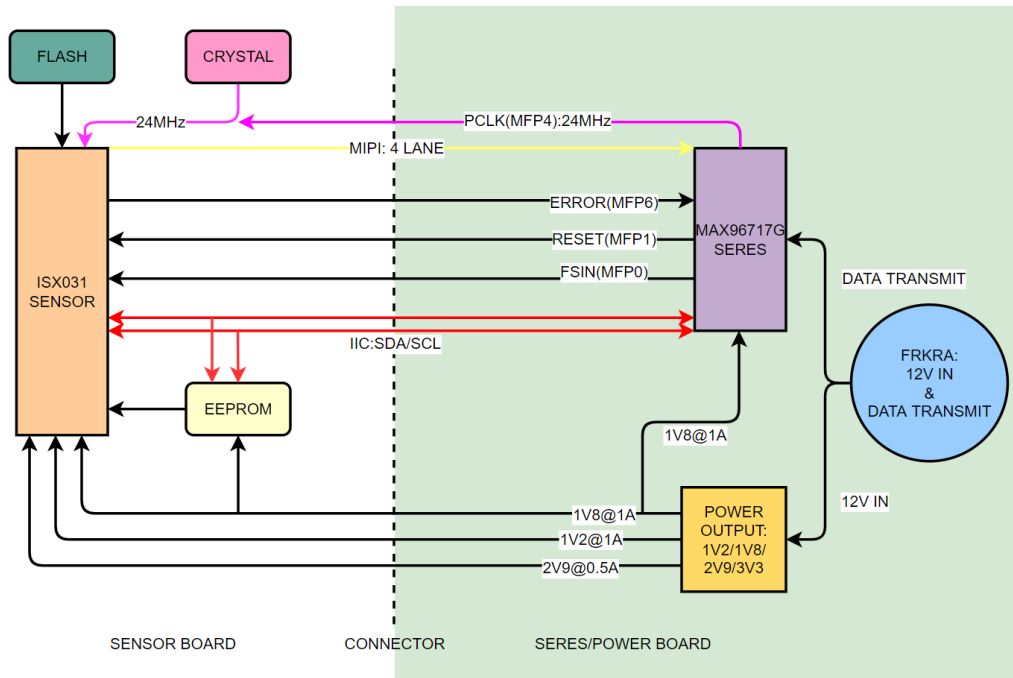 FLASH
CRYSTAL
24MHz
PCLK(MFP4):24MHz
MIPI: 4 LANE
ERROR(MFP6)
RESET(MFP1)
FSIN(MFP0)
ISX031
SENSOR
MAX96717G
SERES
DATA TRANSMIT
IIC:SDA/SCL
FRKRA:
12V IN
&
DATA TRANSMIT
EEPROM
1V8@1A
12V IN
1V8@1A
1V2@1A
2V9@0.5A
POWER
OUTPUT:
1V2/1V8/
2V9/3V3
SENSOR BOARD
CONNECTOR
SERES/POWER BOARD